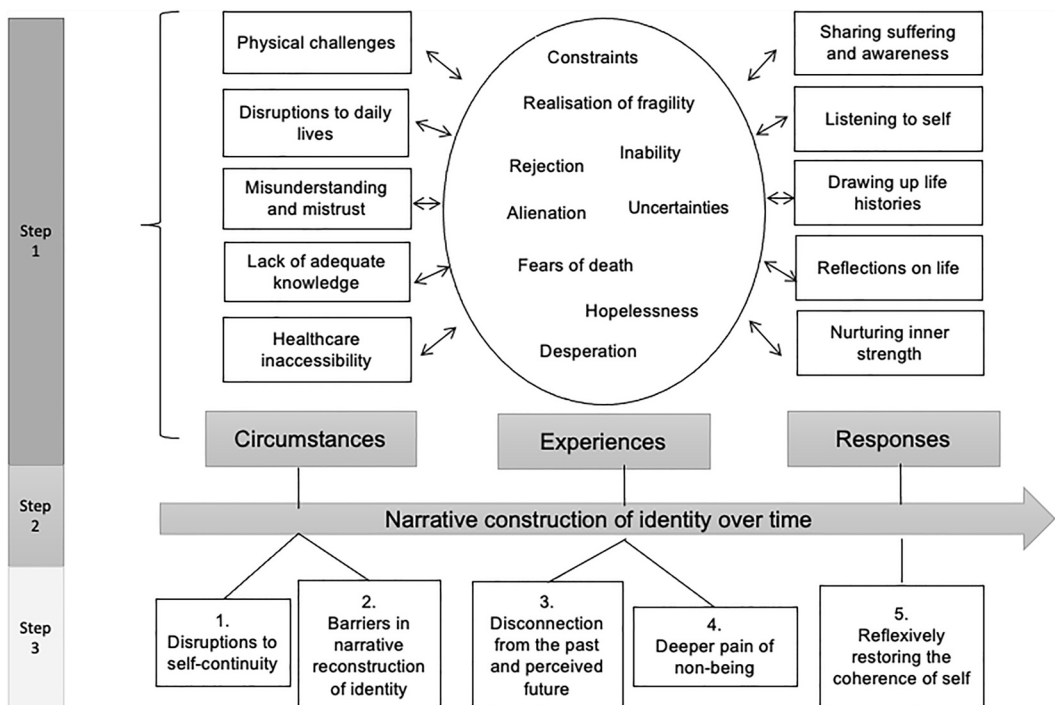 Step
1
Physical challenges
Disruptions to daily
lives
Misunderstanding
and mistrust
Lack of adequate
knowledge
Healthcare
inaccessibility
Constraints
Realisation of fragility
Inability
Rejection
Alienation
Uncertainties
Fears of death
Hopelessness
Desperation
Sharing suffering
and awareness
Listening to self
Drawing up life
histories
Reflections on life
Nurturing inner
strength
Circumstances
Experiences
Responses
Step
2
Narrative construction of identity over time
Step
3
1.
Disruptions to
self-continuity
2.
Barriers in
narrative
reconstruction
of identity
3.
Disconnection
from the past
and perceived
future
4.
Deeper pain of
non-being
5.
Reflexively
restoring the
coherence of self